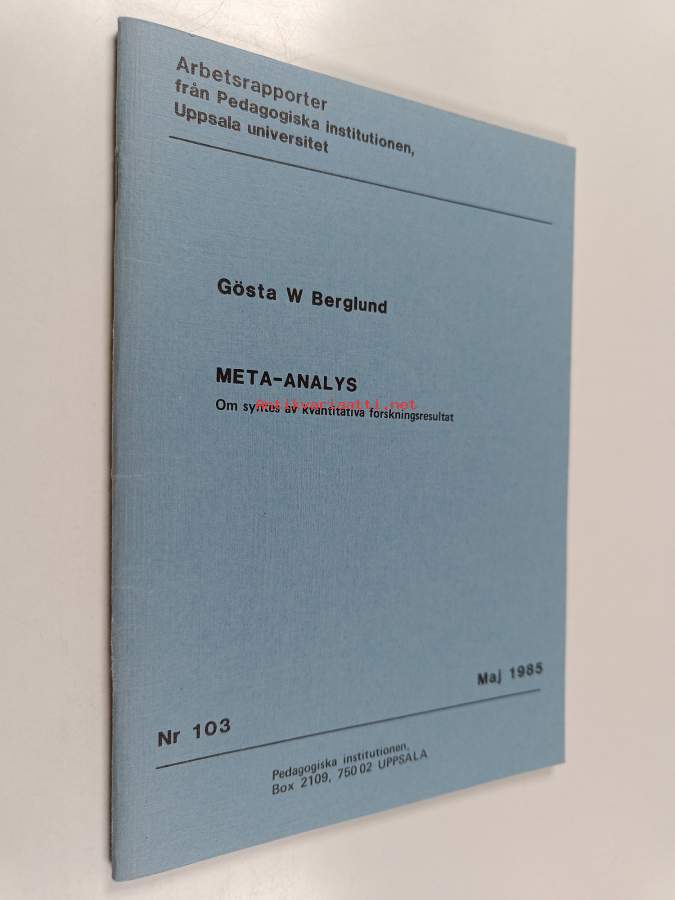 Arbetsrapporter
från Pedagogiska institutionen,
Uppsala universitet
Gösta W Berglund
META-ANALYS
Antikvariaatti.net
Om syntes av kvantitativa forskningsresultat
Maj 1985
Nr 103
Pedagogiska institutionen,
Box 2109, 750 02 UPPSALA